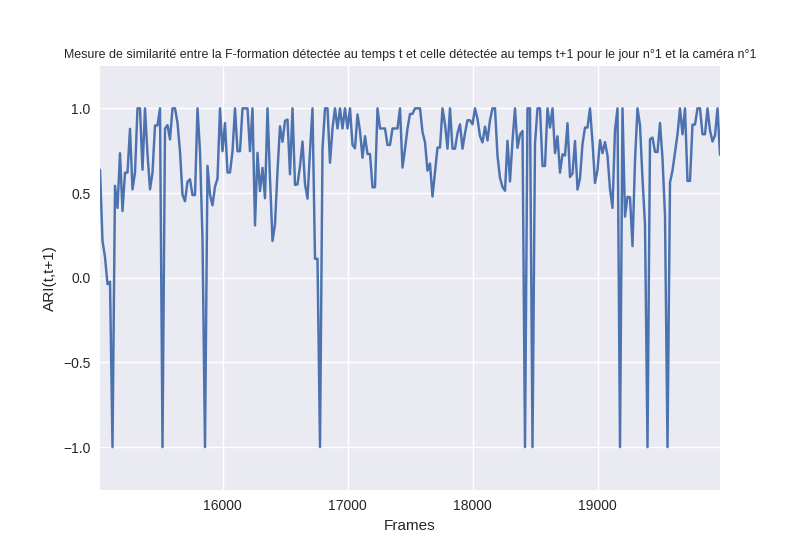 Mesure de similarité entre la F-formation détectée au temps t et celle détectée au temps t+1 pour le jour n°1 et la caméra n°1
1.0
0.5
0.0
−0.5
−1.0
ARI(t,t+1)
16000 17000 18000 19000
Frames